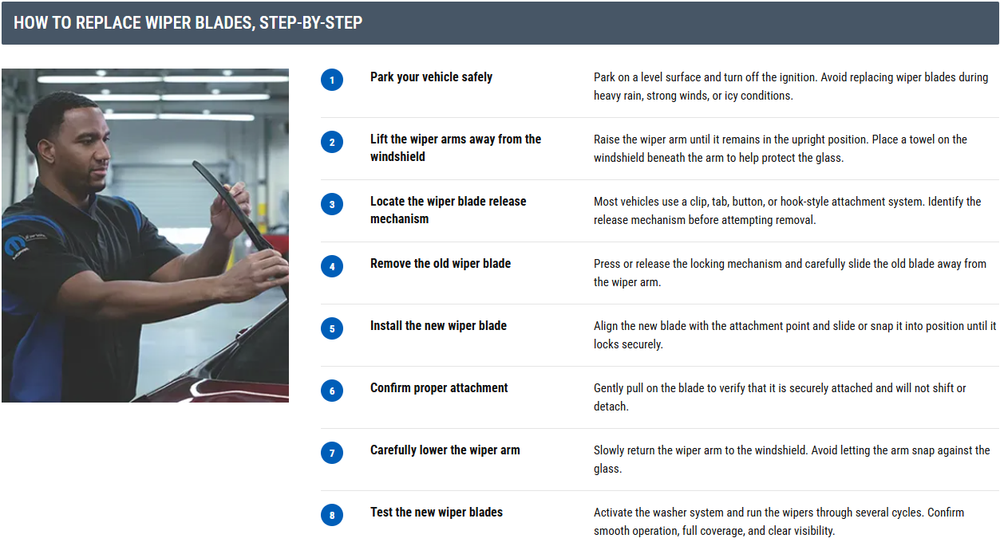 HOW TO REPLACE WIPER BLADES, STEP-BY-STEP
1
Park your vehicle safely
Park on a level surface and turn off the ignition. Avoid replacing wiper blades during
heavy rain, strong winds, or icy conditions.
2
Lift the wiper arms away from the
windshield
Raise the wiper arm until it remains in the upright position. Place a towel on the
windshield beneath the arm to help protect the glass.
3
Locate the wiper blade release
mechanism
Most vehicles use a clip, tab, button, or hook-style attachment system. Identify the
release mechanism before attempting removal.
4
Remove the old wiper blade
Press or release the locking mechanism and carefully slide the old blade away from
the wiper arm.
5
Install the new wiper blade
Align the new blade with the attachment point and slide or snap it into position until it
locks securely.
6
Confirm proper attachment
Gently pull on the blade to verify that it is securely attached and will not shift or
detach.
7
Carefully lower the wiper arm
Slowly return the wiper arm to the windshield. Avoid letting the arm snap against the
glass.
8
Test the new wiper blades
Activate the washer system and run the wipers through several cycles. Confirm
smooth operation, full coverage, and clear visibility.